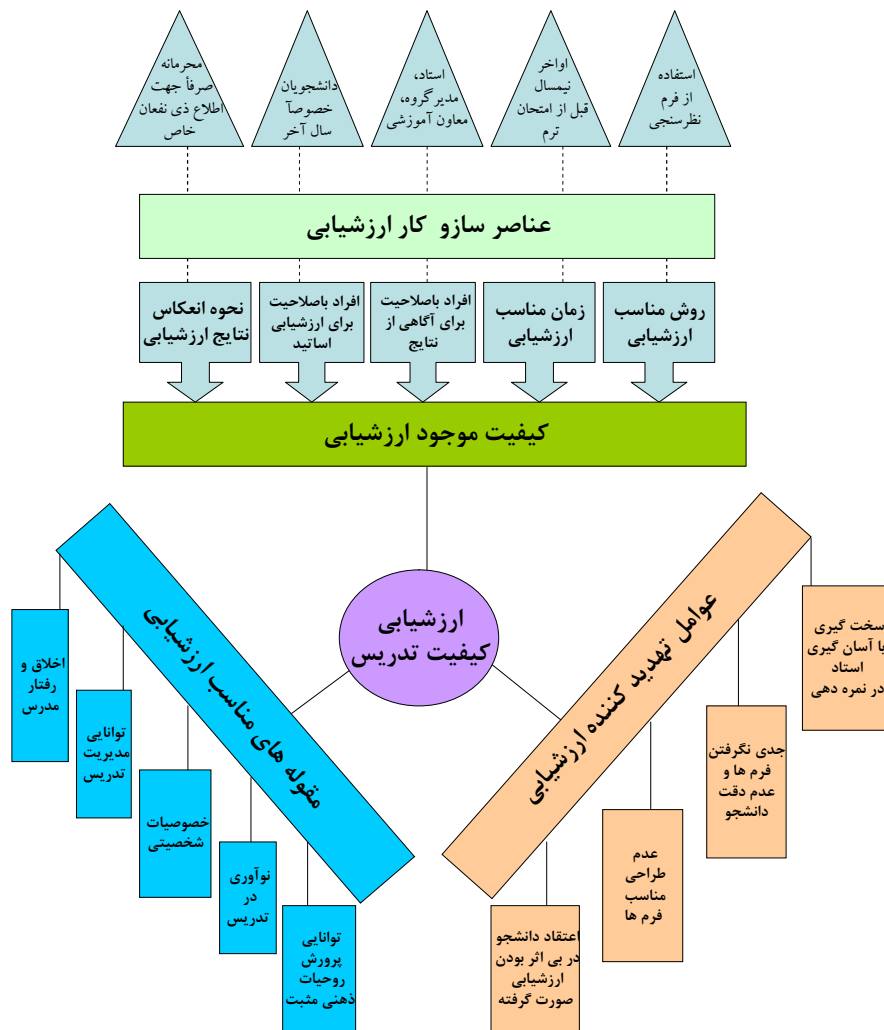 استفاده
از فرم
نظرسنجی
اواخر
نیمسال
قبل از امتحان
ترم
استاد،
مدیرگروه،
معاون آموزشی
دانشجویان
خصوصآ
سال آخر
محرمانه
صرفأ جهت
اطلاع ذی نفعان
خاص
عناصر سازو کار ارزشیابی
روش مناسب
ارزشیابی
زمان مناسب
ارزشیابی
افراد باصلاحیت
برای آگاهی از
نتایج
افراد باصلاحیت
برای ارزشیابی
اساتید
نحوه انعکاس
نتایج ارزشیابی
کیفیت موجود ارزشیابی
ارزشیابی
کیفیت تدریس
عوامل تهدید کننده ارزشیابی
سخت گیری
یا آسان گیری
استاد
در نمره دهی
جدی نگرفتن
فرم ها و
عدم دقت
دانشجو
عدم
طراحی
مناسب
فرم ها
اعتقاد دانشجو
در بی اثر بودن
ارزشیابی
صورت گرفته
مقوله های مناسب ارزشیابی
اخلاق و
رفتار
مدرس
توانایی
مدیریت
تدریس
خصوصیات
شخصیتی
نوآوری
در
تدریس
توانایی
پرورش
روحیات
ذهنی مثبت